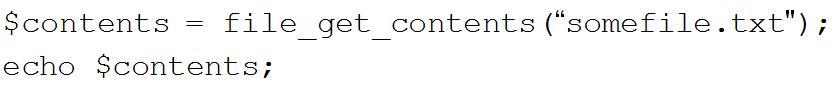 $contents = file_get_contents(“somefile.txt");
echo $contents;